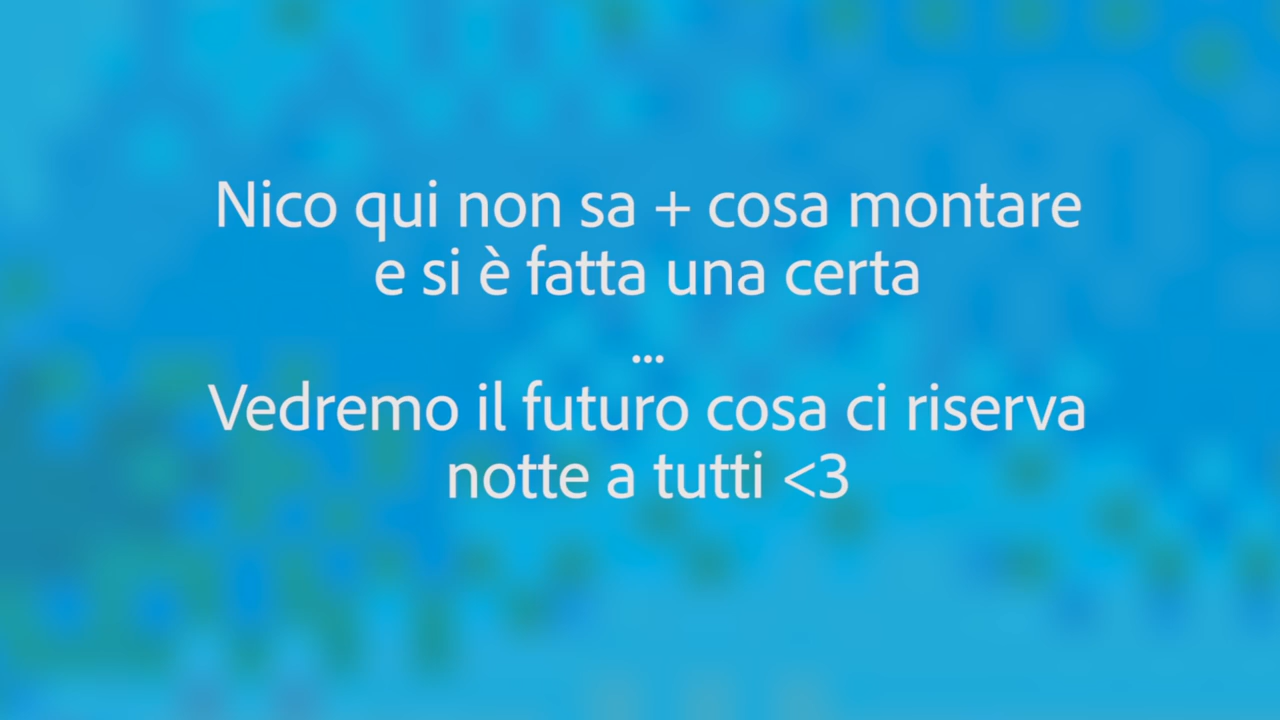 Nico qui non sa + cosa montare
e si è fatta una certa
...
Vedremo il futuro cosa ci riserva
notte a tutti <3